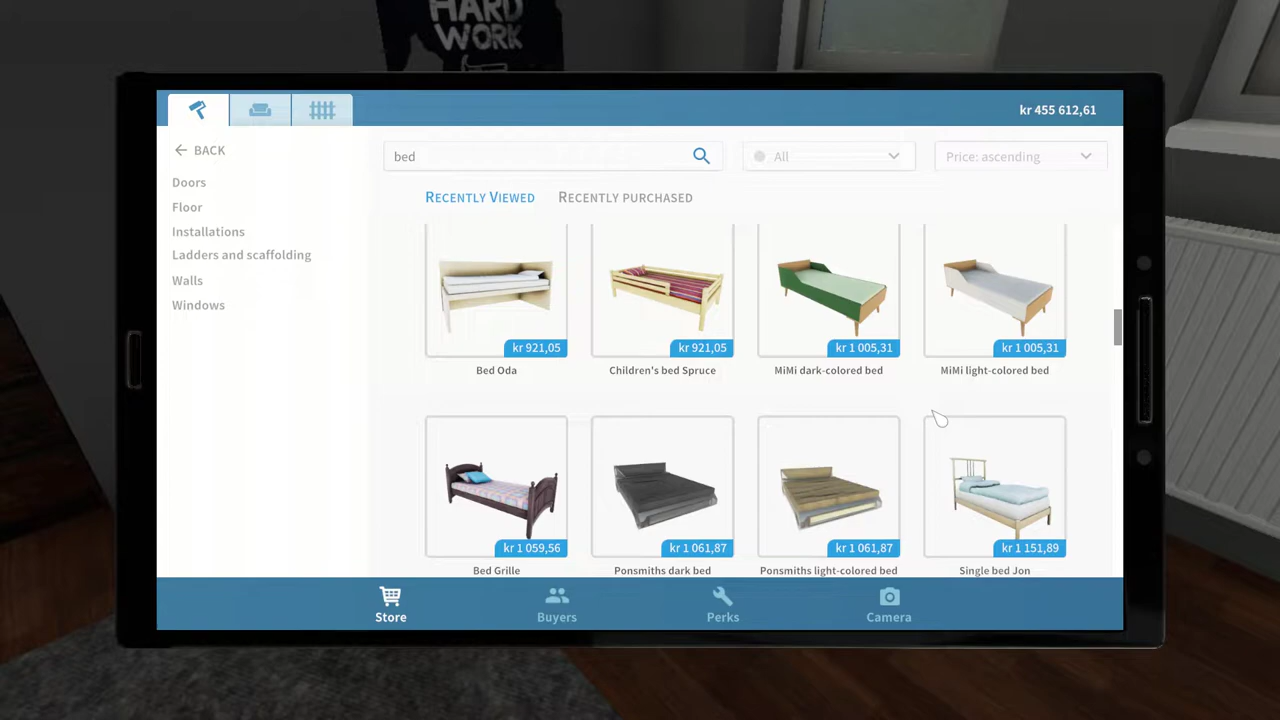 HARD
WORK
kr 455 612,61
BACK
bed
All
Price: ascending
Doors
Floor
Installations
Ladders and scaffolding
Walls
Windows
RECENTLY VIEWED
RECENTLY PURCHASED
kr 921,05
kr 921,05
kr 1 005,31
kr 1 005,31
Bed Oda
Children's bed Spruce
MiMi dark-colored bed
MiMi light-colored bed
kr 1 059,56
kr 1 061,87
kr 1 061,87
kr 1 151,89
Bed Grille
Ponsmiths dark bed
Ponsmiths light-colored bed
Single bed Jon
Store
Buyers
Perks
Camera